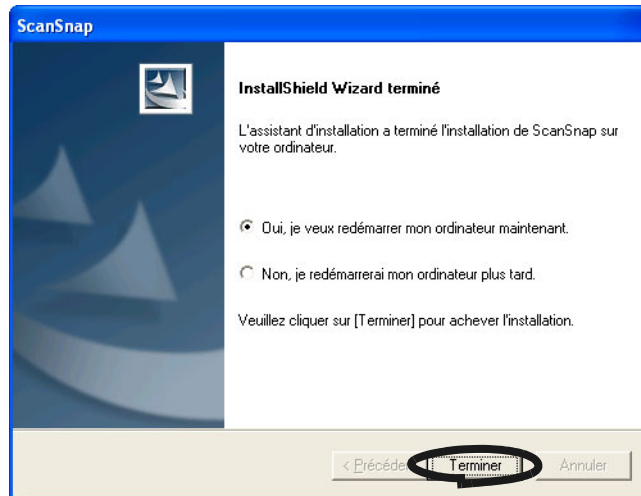 ScanSnap
InstallShield Wizard terminé
L'assistant d'installation a terminé l'installation de ScanSnap sur
votre ordinateur.
Oui, je veux redémarrer mon ordinateur maintenant.
Non, je redémarrerai mon ordinateur plus tard.
Veuillez cliquer sur [Terminer] pour achever l'installation.
Terminer Annuler